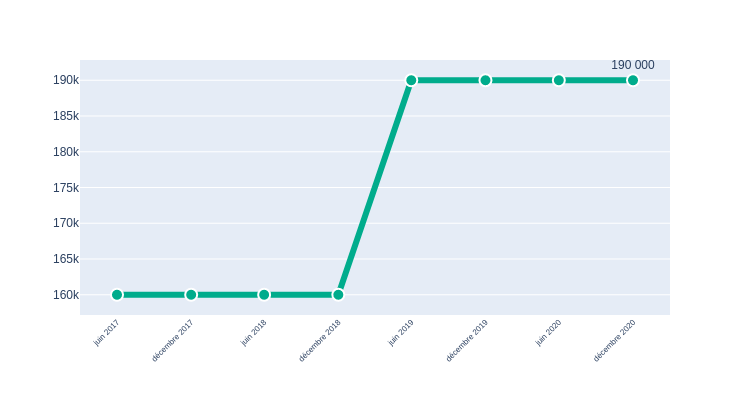 190 000
190k
185k
180k
175k
170k
165k
160k
juin 2017
décembre 2017
juin 2018
décembre 2018
juin 2019
décembre 2019
juin 2020
décembre 2020